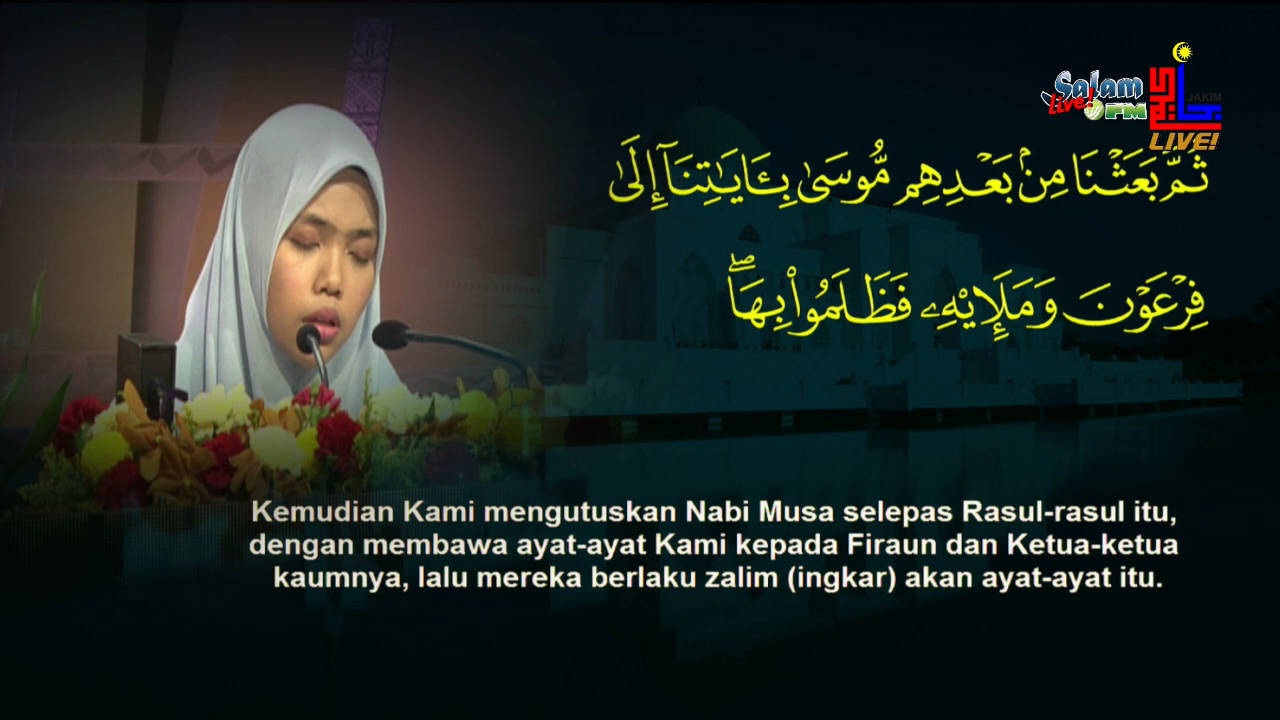 Salam
Live! FM
JAKIM
LIVE!
ثُمَّ بَعَثْنَا مِنۢ بَعْدِهِم مُّوسَىٰ بِـَٔايَـٰتِنَآ إِلَىٰ
فِرْعَوْنَ وَمَلَإِيْهِۦ فَظَلَمُوا۟ بِهَا ۖ
Kemudian Kami mengutuskan Nabi Musa selepas Rasul-rasul itu,
dengan membawa ayat-ayat Kami kepada Firaun dan Ketua-ketua
kaumnya, lalu mereka berlaku zalim (ingkar) akan ayat-ayat itu.